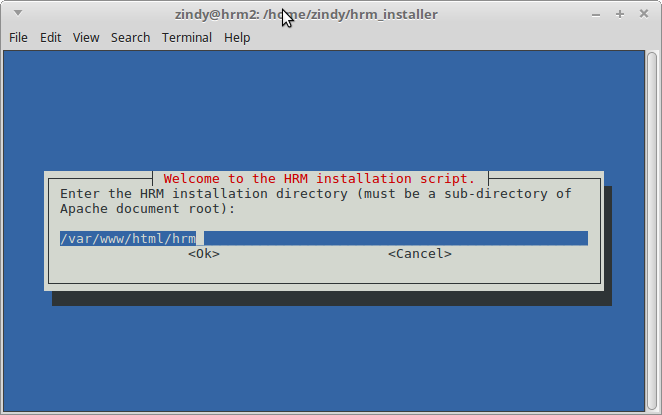 zindy@hrm2: /home/zindy/hrm_installer
File Edit View Search Terminal Help
Welcome to the HRM installation script.
Enter the HRM installation directory (must be a sub-directory of
Apache document root):
/var/www/html/hrm
<Ok> <Cancel>